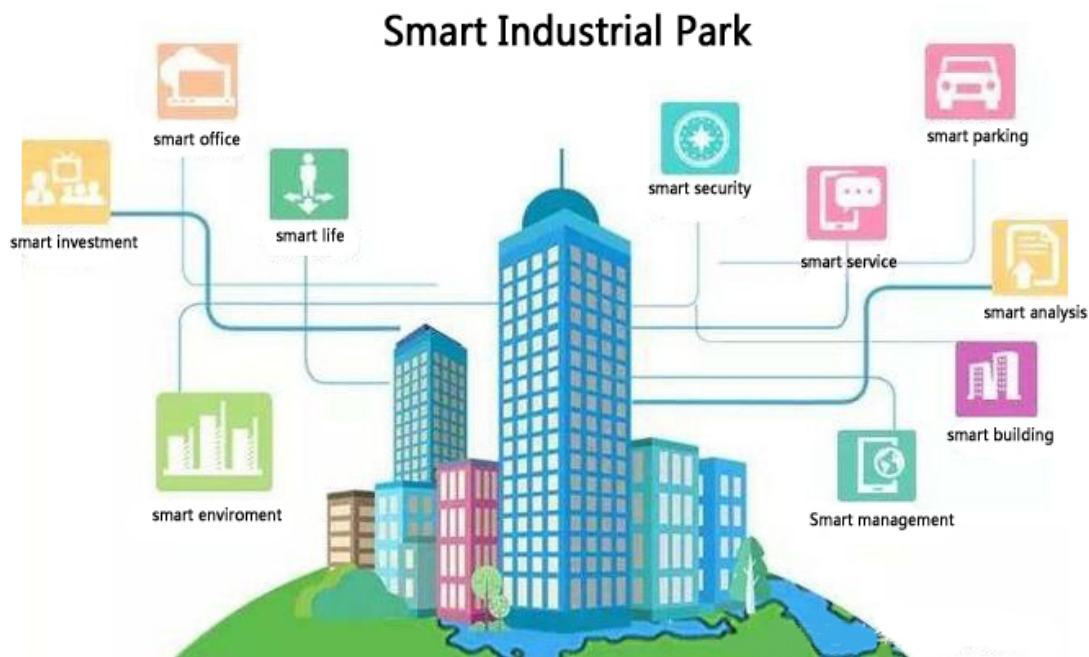 Smart Industrial Park
smart office
smart parking
smart security
smart investment
smart life
smart service
smart analysis
smart building
smart enviroment
Smart management